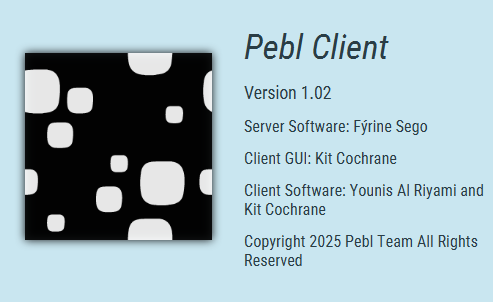 Pebl Client
Version 1.02
Server Software: Fýrine Sego
Client GUI: Kit Cochrane
Client Software: Younis Al Riyami and
Kit Cochrane
Copyright 2025 Pebl Team All Rights
Reserved